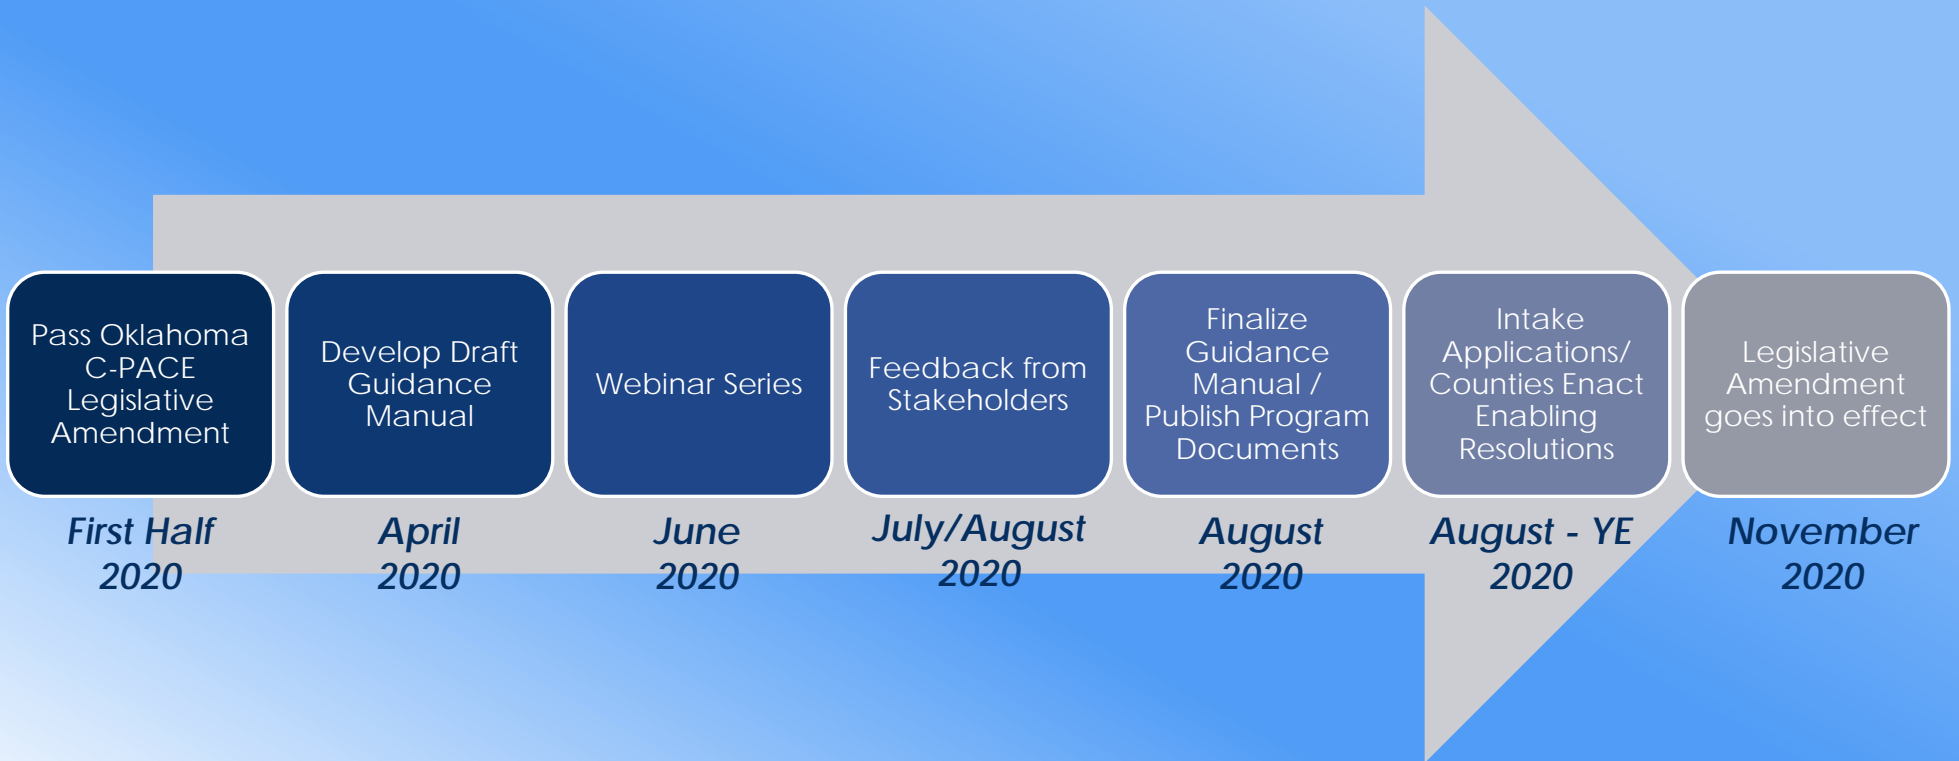 Pass Oklahoma
C-PACE
Legislative
Amendment
First Half
2020
Develop Draft
Guidance
Manual
April
2020
Webinar Series
June
2020
Feedback from
Stakeholders
July/August
2020
Finalize
Guidance
Manual /
Publish Program
Documents
August
2020
Intake
Applications/
Counties Enact
Enabling
Resolutions
August - YE
2020
Legislative
Amendment
goes into effect
November
2020